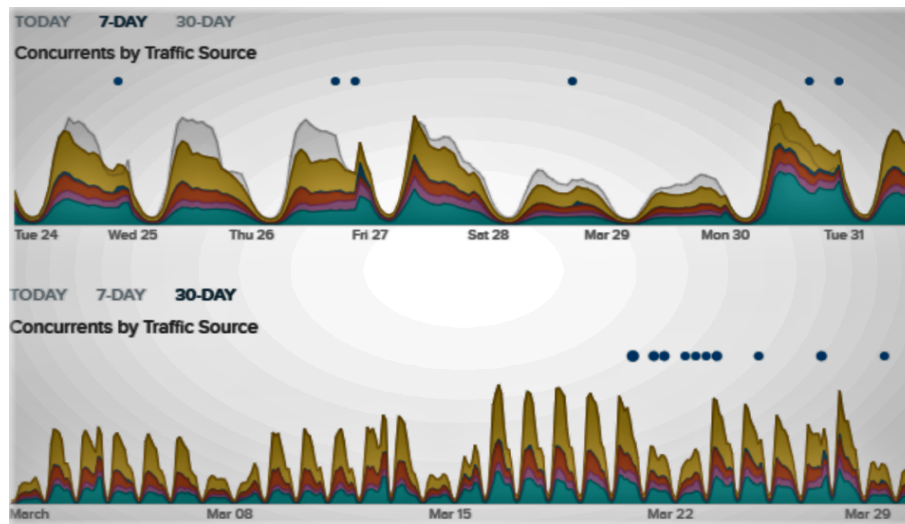 TODAY 7-DAY 30-DAY
Concurrents by Traffic Source
Tue 24 Wed 25 Thu 26 Fri 27 Sat 28 Mar 29 Mon 30 Tue 31
TODAY 7-DAY 30-DAY
Concurrents by Traffic Source
March Mar 08 Mar 15 Mar 22 Mar 29